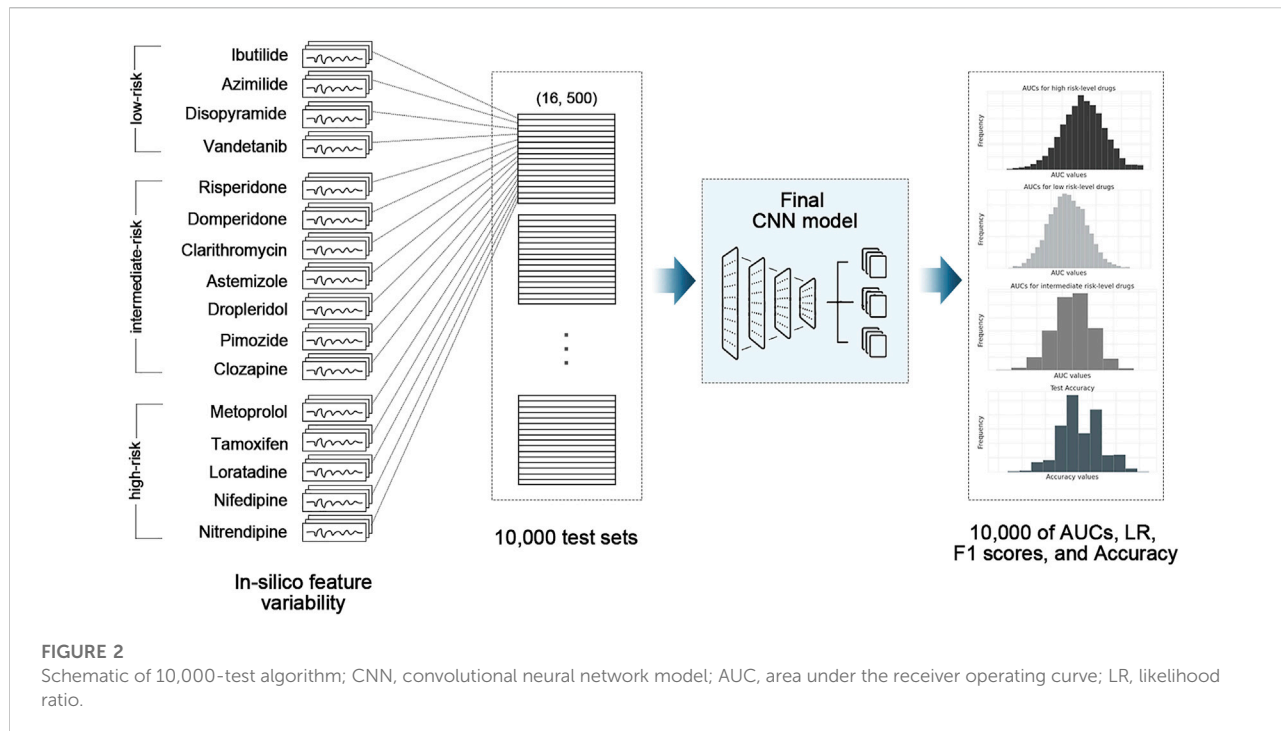 low-risk
Ibutilide
Azimilide
Disopyramide
Vandetanib
intermediate-risk
Risperidone
Domperidone
Clarithromycin
Astemizole
Dropleridol
Pimozide
Clozapine
high-risk
Metoprolol
Tamoxifen
Loratadine
Nifedipine
Nitrendipine
In-silico feature
variability
(16, 500)
10,000 test sets
Final
CNN model
AUCs for high risk-level drugs
Frequency
AUC values
AUCs for low risk-level drugs
Frequency
AUC values
AUCs for intermediate risk-level drugs
Frequency
AUC values
Test Accuracy
Frequency
Accuracy values
10,000 of AUCs, LR,
F1 scores, and Accuracy
FIGURE 2
Schematic of 10,000-test algorithm; CNN, convolutional neural network model; AUC, area under the receiver operating curve; LR, likelihood
ratio.